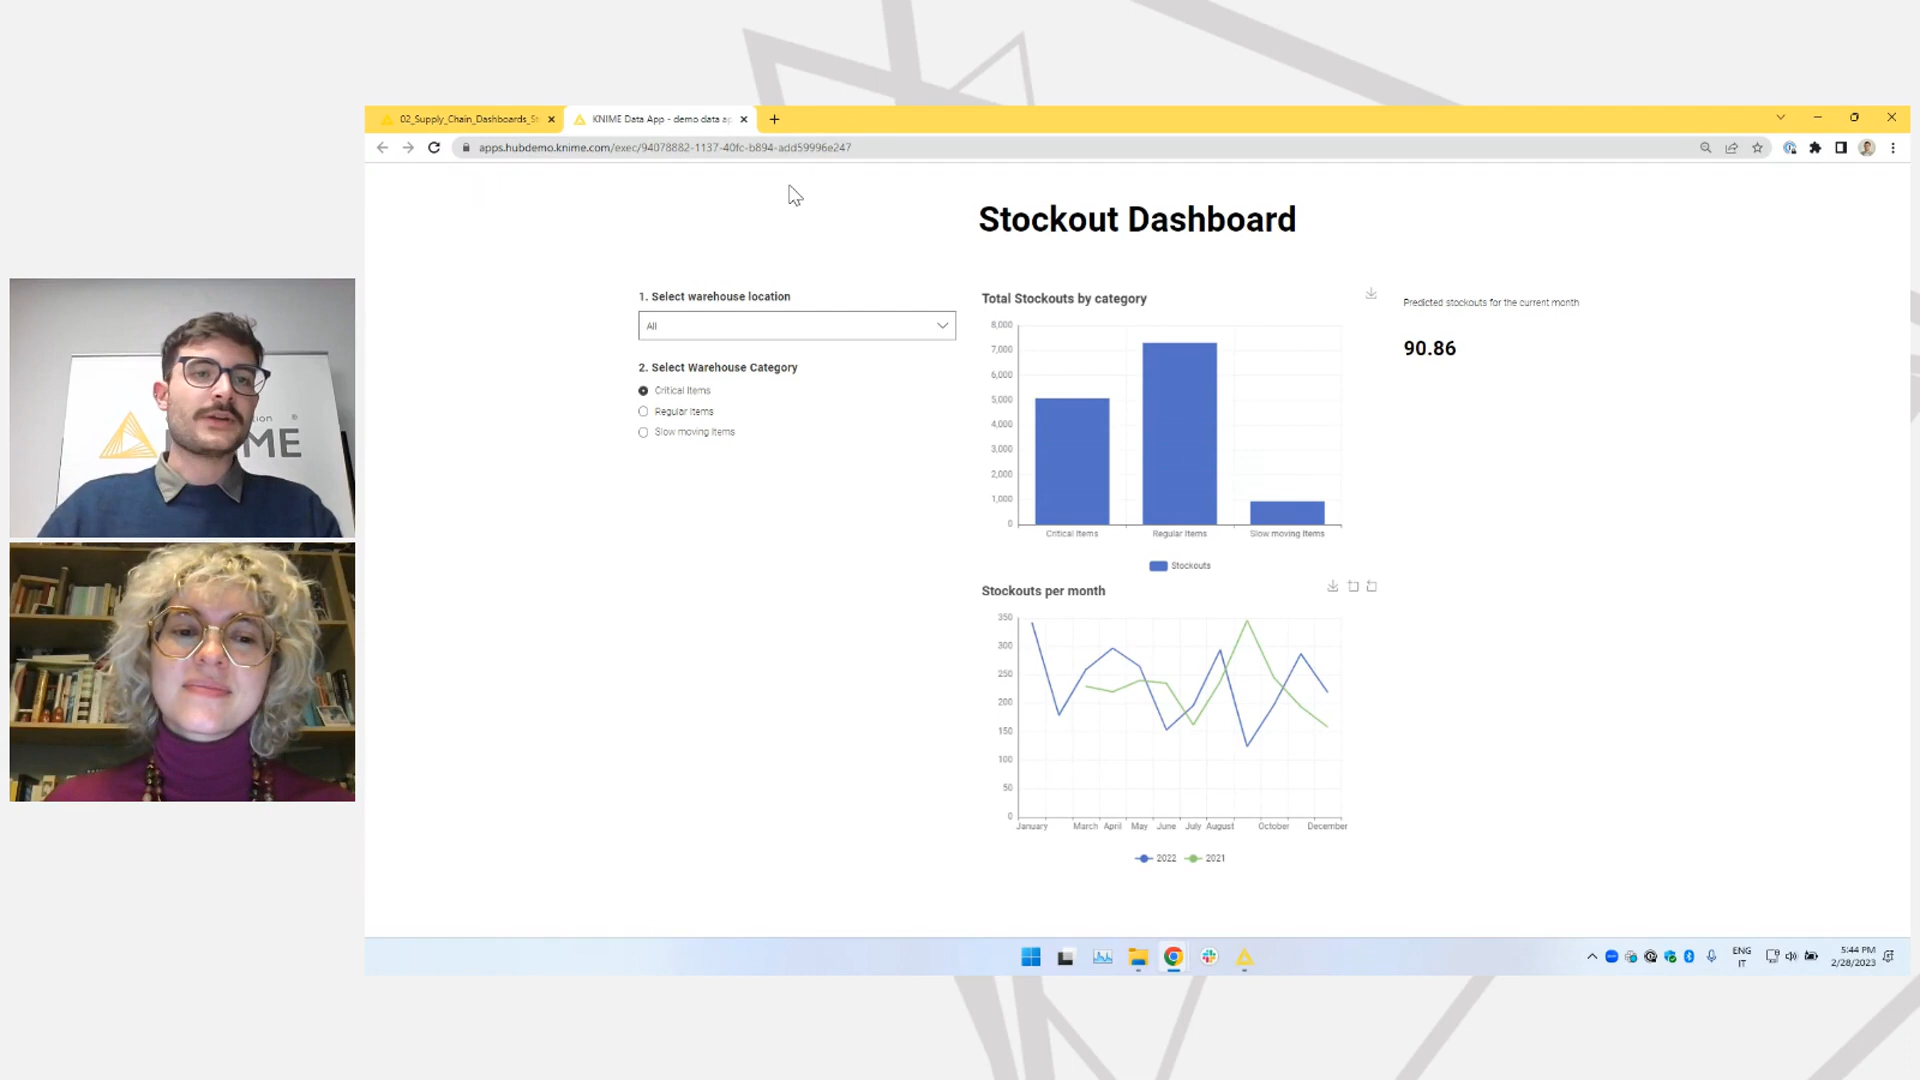 02_Supply_Chain_Dashboards_St
KNIME Data App - demo data ap
apps.hubdemo.knime.com/exec/94078882-1137-40fc-b894-add59996e247
Stockout Dashboard
1. Select warehouse location
All
2. Select Warehouse Category
Critical Items
Regular Items
Slow moving Items
Total Stockouts by category
8,000
7,000
6,000
5,000
4,000
3,000
2,000
1,000
0
Critical Items Regular Items Slow moving Items
Stockouts
Predicted stockouts for the current month
90.86
Stockouts per month
350
300
250
200
150
100
50
0
January March April May June July August October December
2022 2021
ENG
IT
5:44 PM
2/28/2023